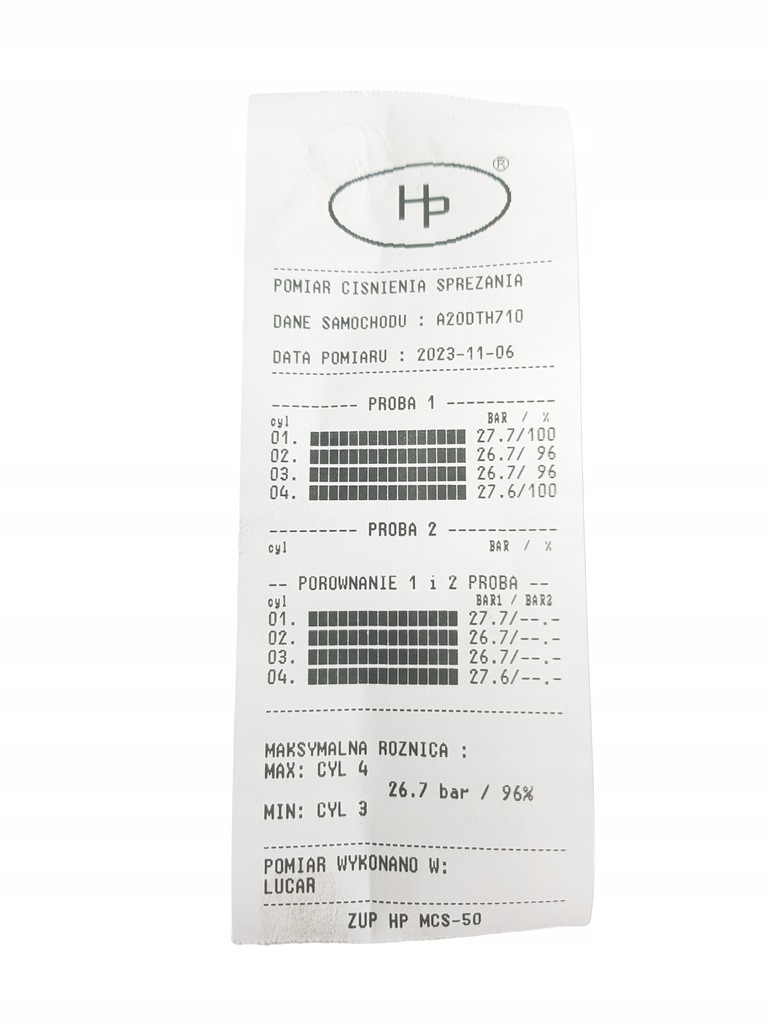 Hp ®
POMIAR CISNIENIA SPREZANIA
DANE SAMOCHODU : A20DTH710
DATA POMIARU : 2023-11-06
--------- PROBA 1 -----------
cyl BAR / %
01. 27.7/100
02. 26.7/ 96
03. 26.7/ 96
04. 27.6/100
--------- PROBA 2 -----------
cyl BAR / %
-- POROWNANIE 1 i 2 PROBA --
cyl BAR1 / BAR2
01. 27.7/--.-
02. 26.7/--.-
03. 26.7/--.-
04. 27.6/--.-
MAKSYMALNA ROZNICA :
MAX: CYL 4
26.7 bar / 96%
MIN: CYL 3
POMIAR WYKONANO W:
LUCAR
ZUP HP MCS-50